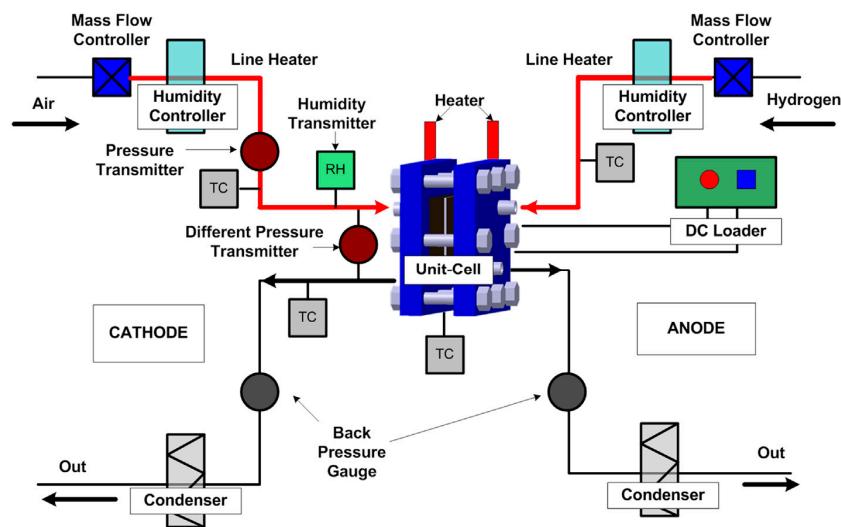 Mass Flow
Controller
Line Heater
Air
Humidity
Controller
Pressure
Transmitter
TC
Humidity
Transmitter
RH
Heater
Line Heater
Mass Flow
Controller
Humidity
Controller
Hydrogen
TC
DC Loader
Different Pressure
Transmitter
Unit-Cell
TC
TC
CATHODE
ANODE
Back
Pressure
Gauge
Out
Condenser
Out
Condenser